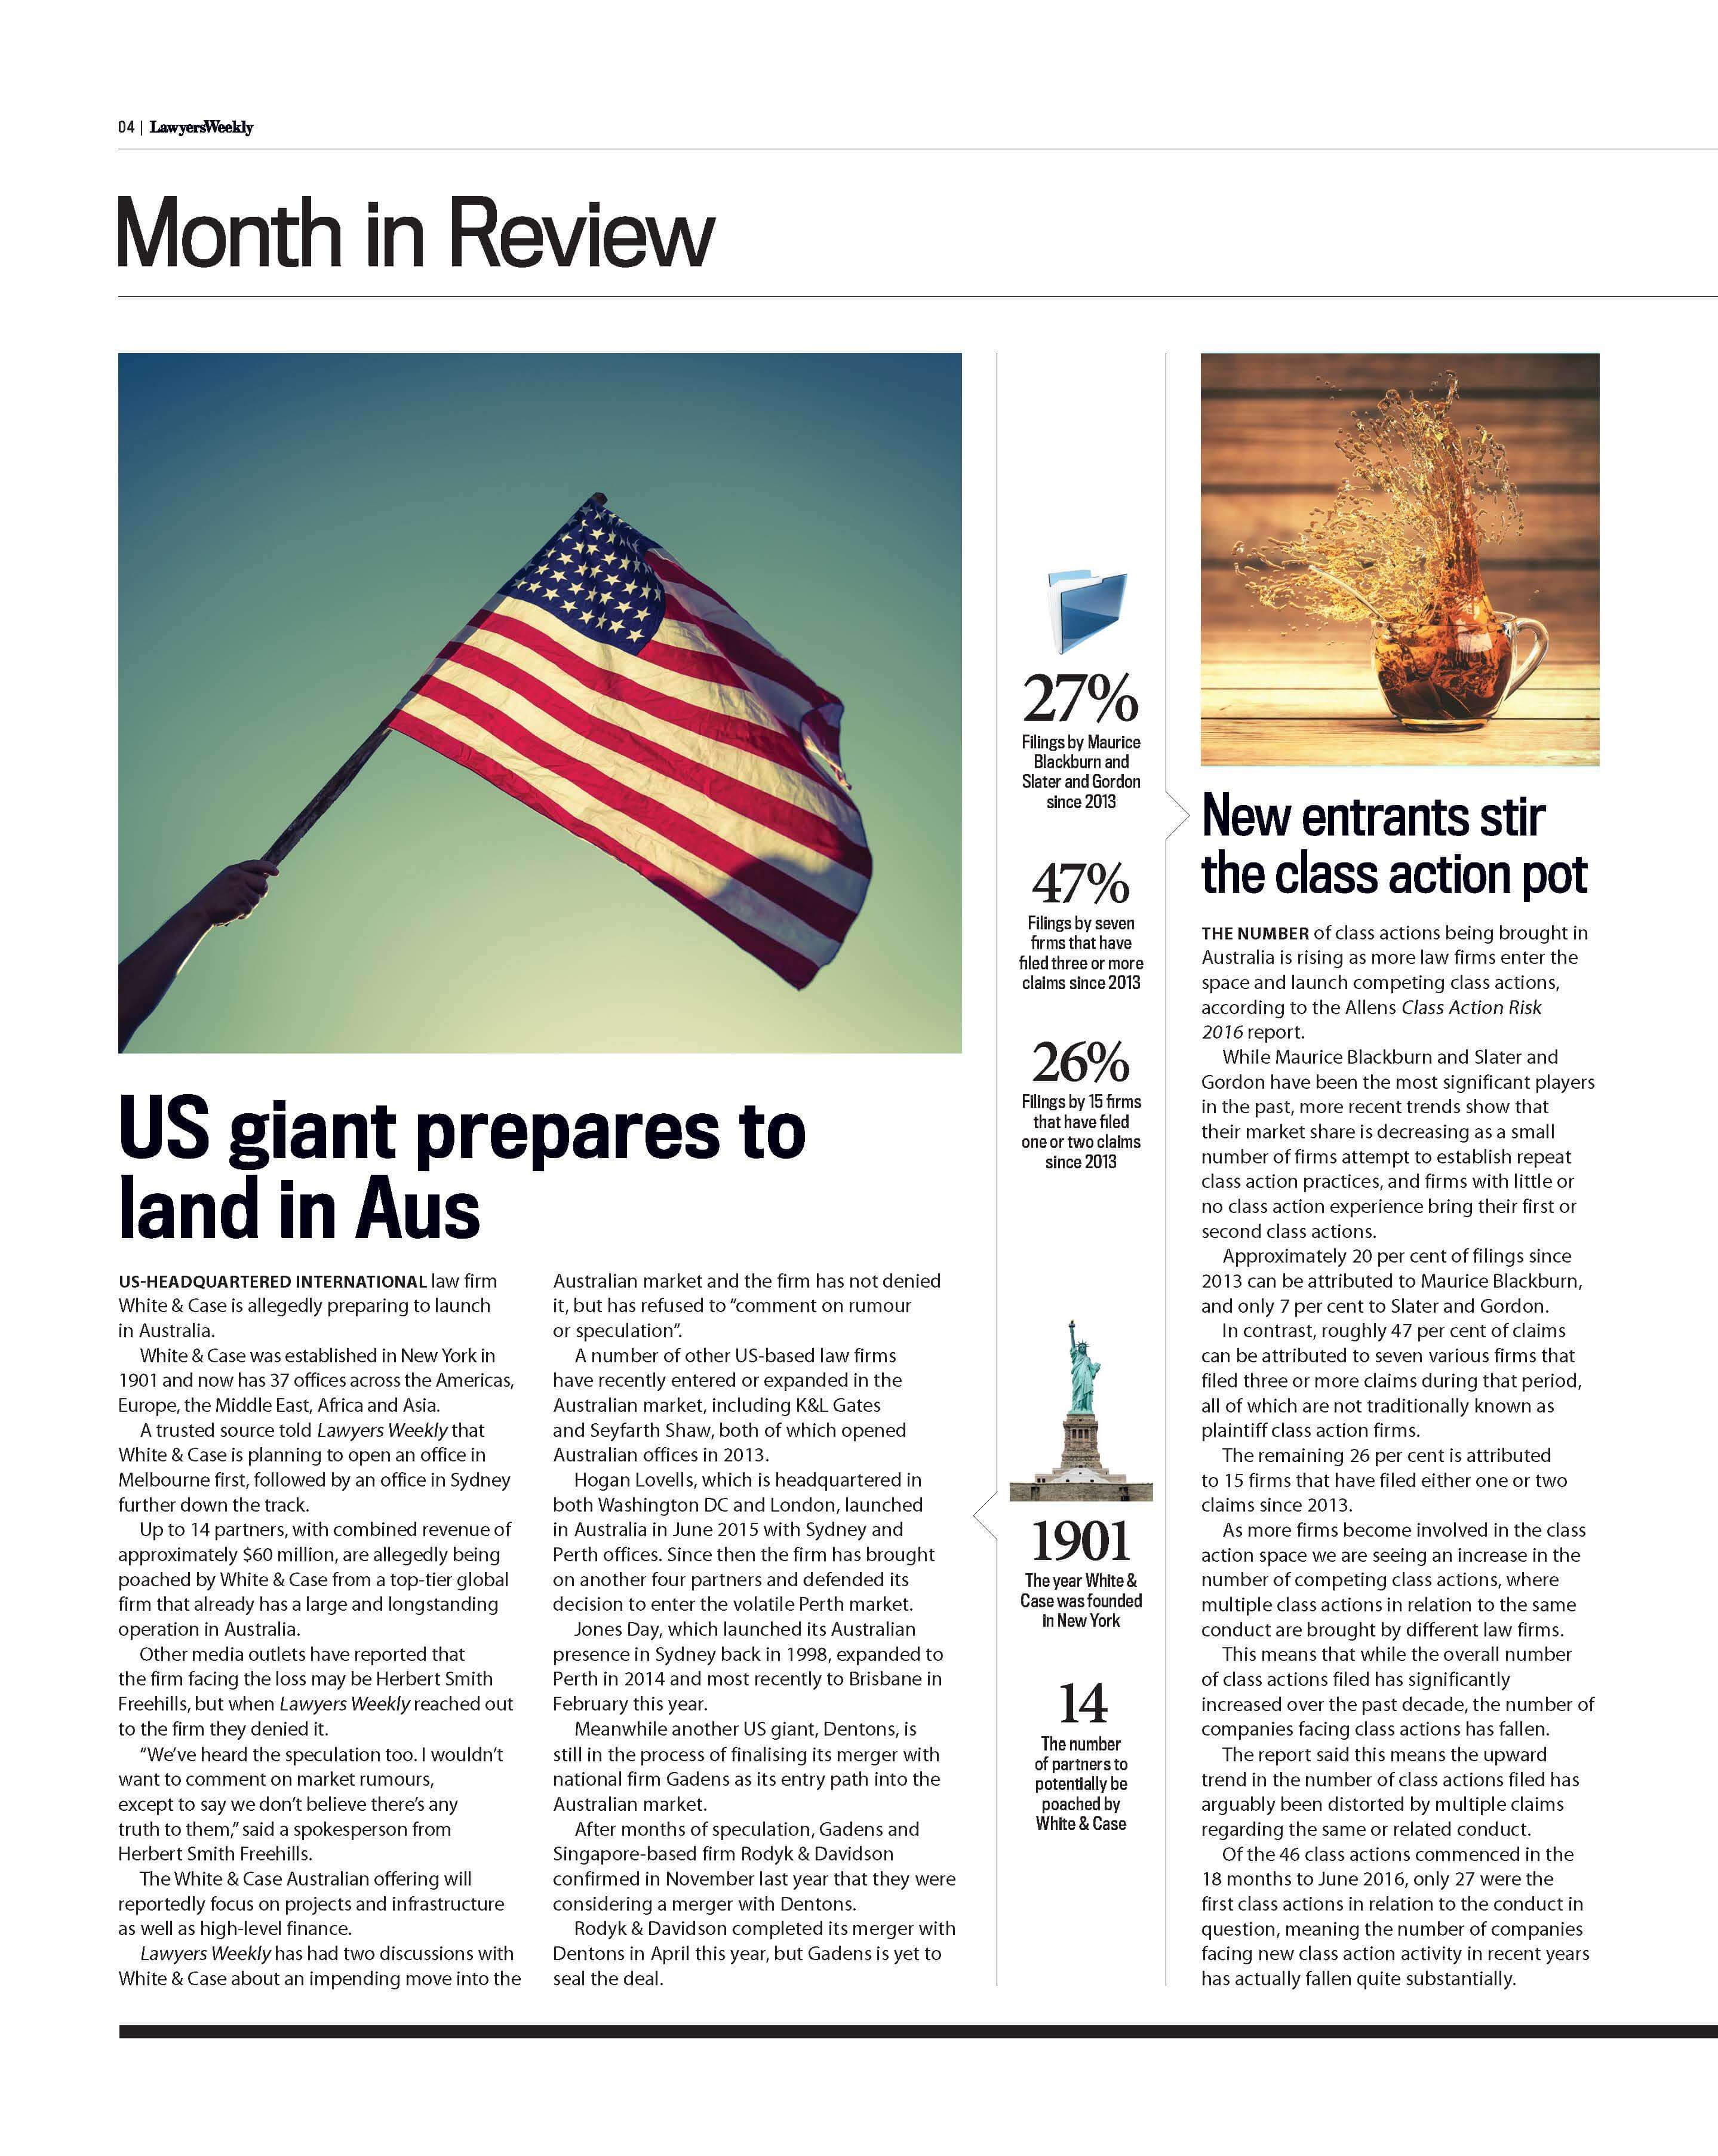 04 | LawyersWeekly
Month in Review
US giant prepares to
land in Aus
US-HEADQUARTERED INTERNATIONAL law firm
White & Case is allegedly preparing to launch
in Australia.
White & Case was established in New York in
1901 and now has 37 offices across the Americas,
Europe, the Middle East, Africa and Asia.
A trusted source told Lawyers Weekly that
White & Case is planning to open an office in
Melbourne first, followed by an office in Sydney
further down the track.
Up to 14 partners, with combined revenue of
approximately $60 million, are allegedly being
poached by White & Case from a top-tier global
firm that already has a large and longstanding
operation in Australia.
Other media outlets have reported that
the firm facing the loss may be Herbert Smith
Freehills, but when Lawyers Weekly reached out
to the firm they denied it.
“We’ve heard the speculation too. I wouldn’t
want to comment on market rumours,
except to say we don’t believe there’s any
truth to them,” said a spokesperson from
Herbert Smith Freehills.
The White & Case Australian offering will
reportedly focus on projects and infrastructure
as well as high-level finance.
Lawyers Weekly has had two discussions with
White & Case about an impending move into the
Australian market and the firm has not denied
it, but has refused to “comment on rumour
or speculation”.
A number of other US-based law firms
have recently entered or expanded in the
Australian market, including K&L Gates
and Seyfarth Shaw, both of which opened
Australian offices in 2013.
Hogan Lovells, which is headquartered in
both Washington DC and London, launched
in Australia in June 2015 with Sydney and
Perth offices. Since then the firm has brought
on another four partners and defended its
decision to enter the volatile Perth market.
Jones Day, which launched its Australian
presence in Sydney back in 1998, expanded to
Perth in 2014 and most recently to Brisbane in
February this year.
Meanwhile another US giant, Dentons, is
still in the process of finalising its merger with
national firm Gadens as its entry path into the
Australian market.
After months of speculation, Gadens and
Singapore-based firm Rodyk & Davidson
confirmed in November last year that they were
considering a merger with Dentons.
Rodyk & Davidson completed its merger with
Dentons in April this year, but Gadens is yet to
seal the deal.
27%
Filings by Maurice
Blackburn and
Slater and Gordon
since 2013
47%
Filings by seven
firms that have
filed three or more
claims since 2013
26%
Filings by 15 firms
that have filed
one or two claims
since 2013
1901
The year White &
Case was founded
in New York
14
The number
of partners to
potentially be
poached by
White & Case
New entrants stir
the class action pot
THE NUMBER of class actions being brought in
Australia is rising as more law firms enter the
space and launch competing class actions,
according to the Allens Class Action Risk
2016 report.
While Maurice Blackburn and Slater and
Gordon have been the most significant players
in the past, more recent trends show that
their market share is decreasing as a small
number of firms attempt to establish repeat
class action practices, and firms with little or
no class action experience bring their first or
second class actions.
Approximately 20 per cent of filings since
2013 can be attributed to Maurice Blackburn,
and only 7 per cent to Slater and Gordon.
In contrast, roughly 47 per cent of claims
can be attributed to seven various firms that
filed three or more claims during that period,
all of which are not traditionally known as
plaintiff class action firms.
The remaining 26 per cent is attributed
to 15 firms that have filed either one or two
claims since 2013.
As more firms become involved in the class
action space we are seeing an increase in the
number of competing class actions, where
multiple class actions in relation to the same
conduct are brought by different law firms.
This means that while the overall number
of class actions filed has significantly
increased over the past decade, the number of
companies facing class actions has fallen.
The report said this means the upward
trend in the number of class actions filed has
arguably been distorted by multiple claims
regarding the same or related conduct.
Of the 46 class actions commenced in the
18 months to June 2016, only 27 were the
first class actions in relation to the conduct in
question, meaning the number of companies
facing new class action activity in recent years
has actually fallen quite substantially.